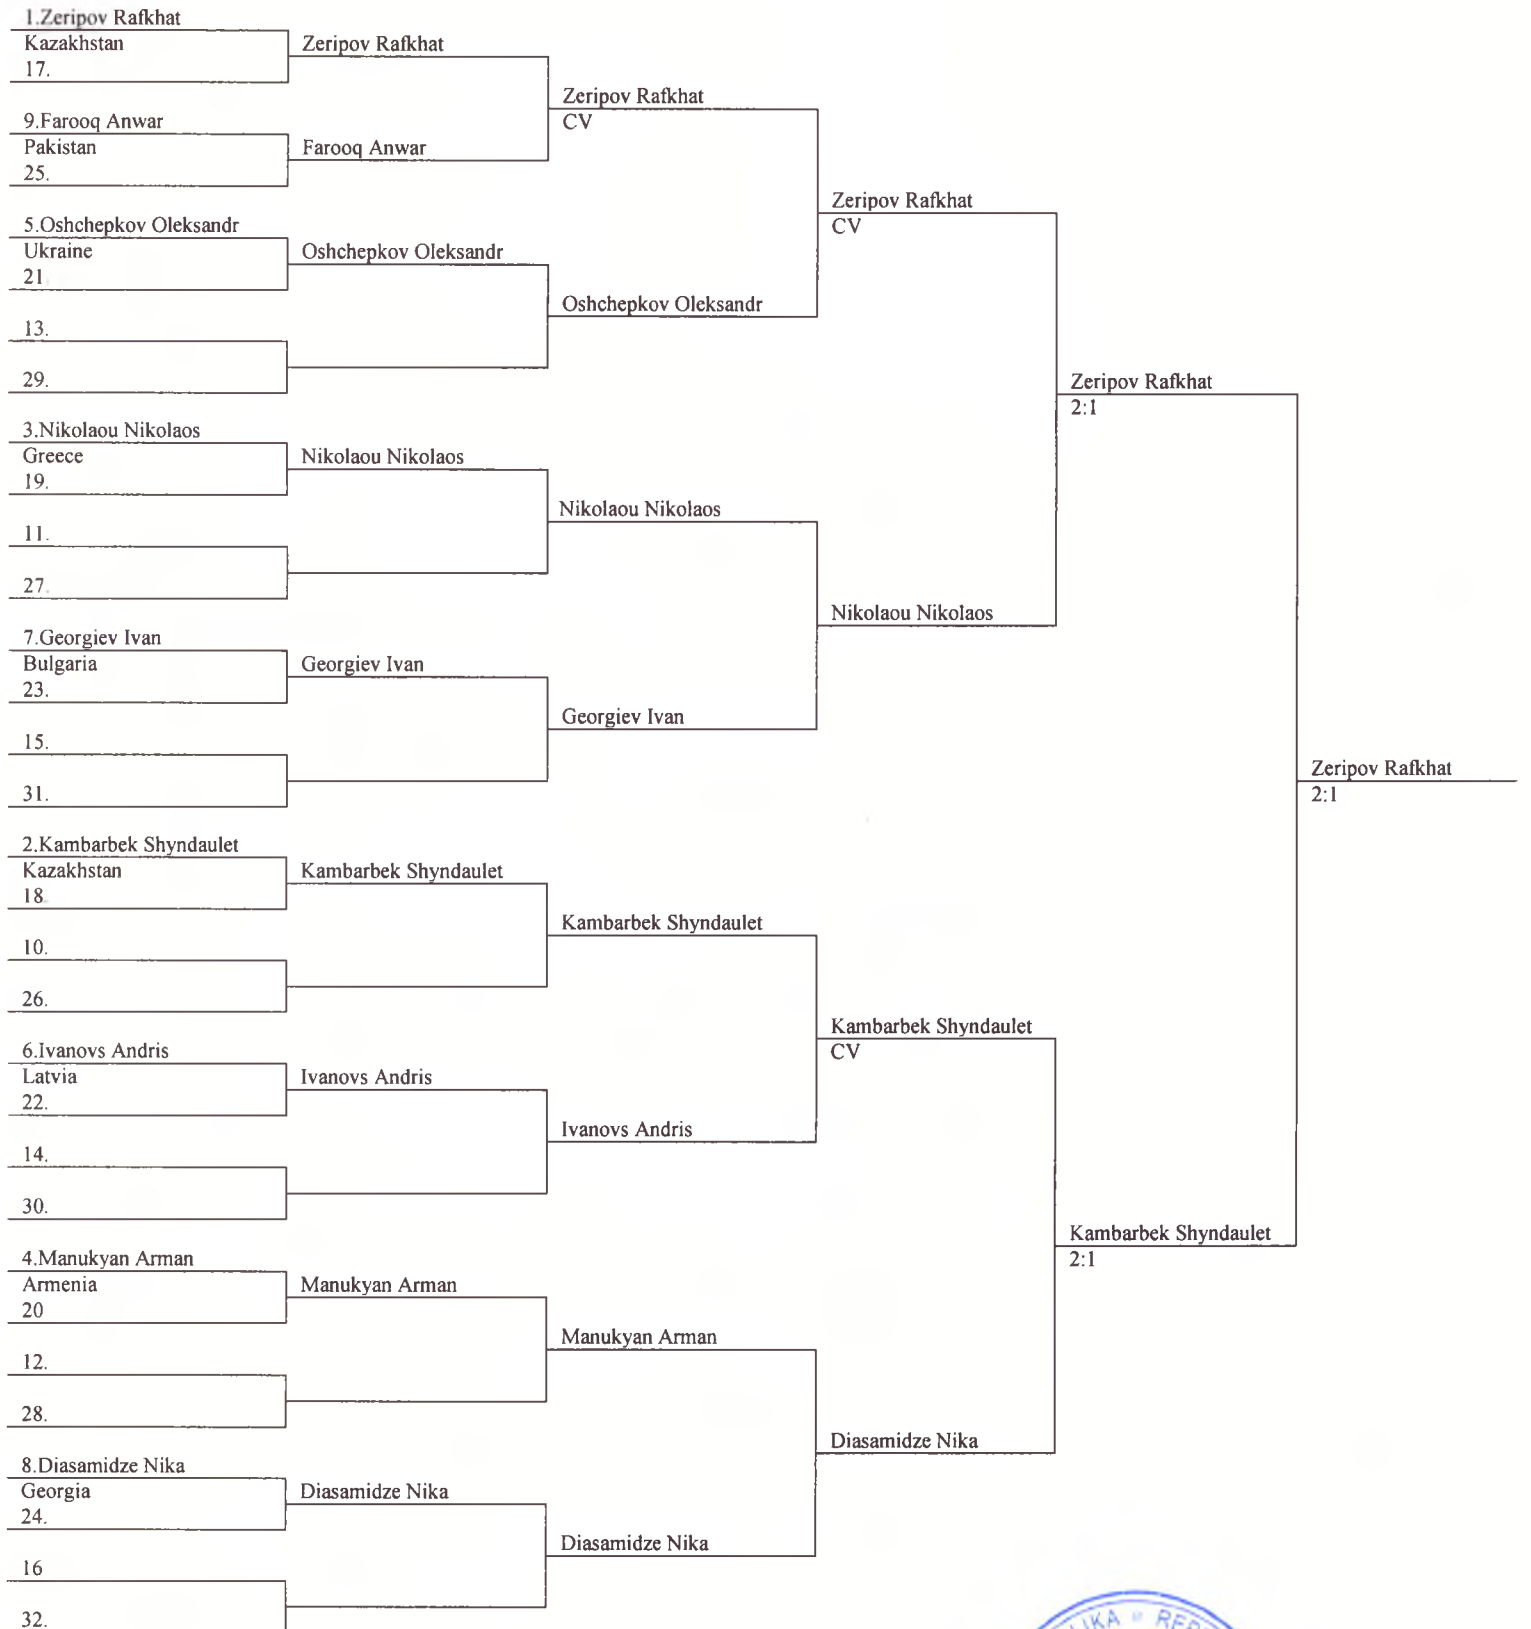 1.Zeripov Rafkhat
Kazakhstan
17.
9.Farooq Anwar
Pakistan
25.
5.Oshchepkov Oleksandr
Ukraine
21.
13.
29.
3.Nikolaou Nikolaos
Greece
19.
11.
27.
7.Georgiev Ivan
Bulgaria
23.
15.
31.
2.Kambarbek Shyndaulet
Kazakhstan
18.
10.
26.
6.Ivanovs Andris
Latvia
22.
14.
30.
4.Manukyan Arman
Armenia
20
12.
28.
8.Diasamidze Nika
Georgia
24.
16
32.
Zeripov Rafkhat
Farooq Anwar
Oshchepkov Oleksandr
Nikolaou Nikolaos
Georgiev Ivan
Kambarbek Shyndaulet
Ivanovs Andris
Manukyan Arman
Diasamidze Nika
Zeripov Rafkhat
CV
Oshchepkov Oleksandr
Nikolaou Nikolaos
Georgiev Ivan
Kambarbek Shyndaulet
Ivanovs Andris
Manukyan Arman
Diasamidze Nika
Zeripov Rafkhat
CV
Nikolaou Nikolaos
Kambarbek Shyndaulet
CV
Diasamidze Nika
Zeripov Rafkhat
2:1
Kambarbek Shyndaulet
2:1
Zeripov Rafkhat
2:1